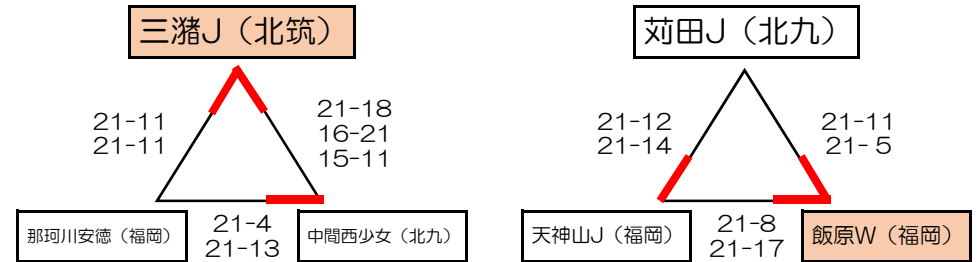 三潴J（北筑）
21-11
21-11
21-18
16-21
15-11
那珂川安徳（福岡）
21-4
21-13
中間西少女（北九）
苅田J（北九）
21-12
21-14
21-11
21- 5
天神山J（福岡）
21-8
21-17
飯原W（福岡）